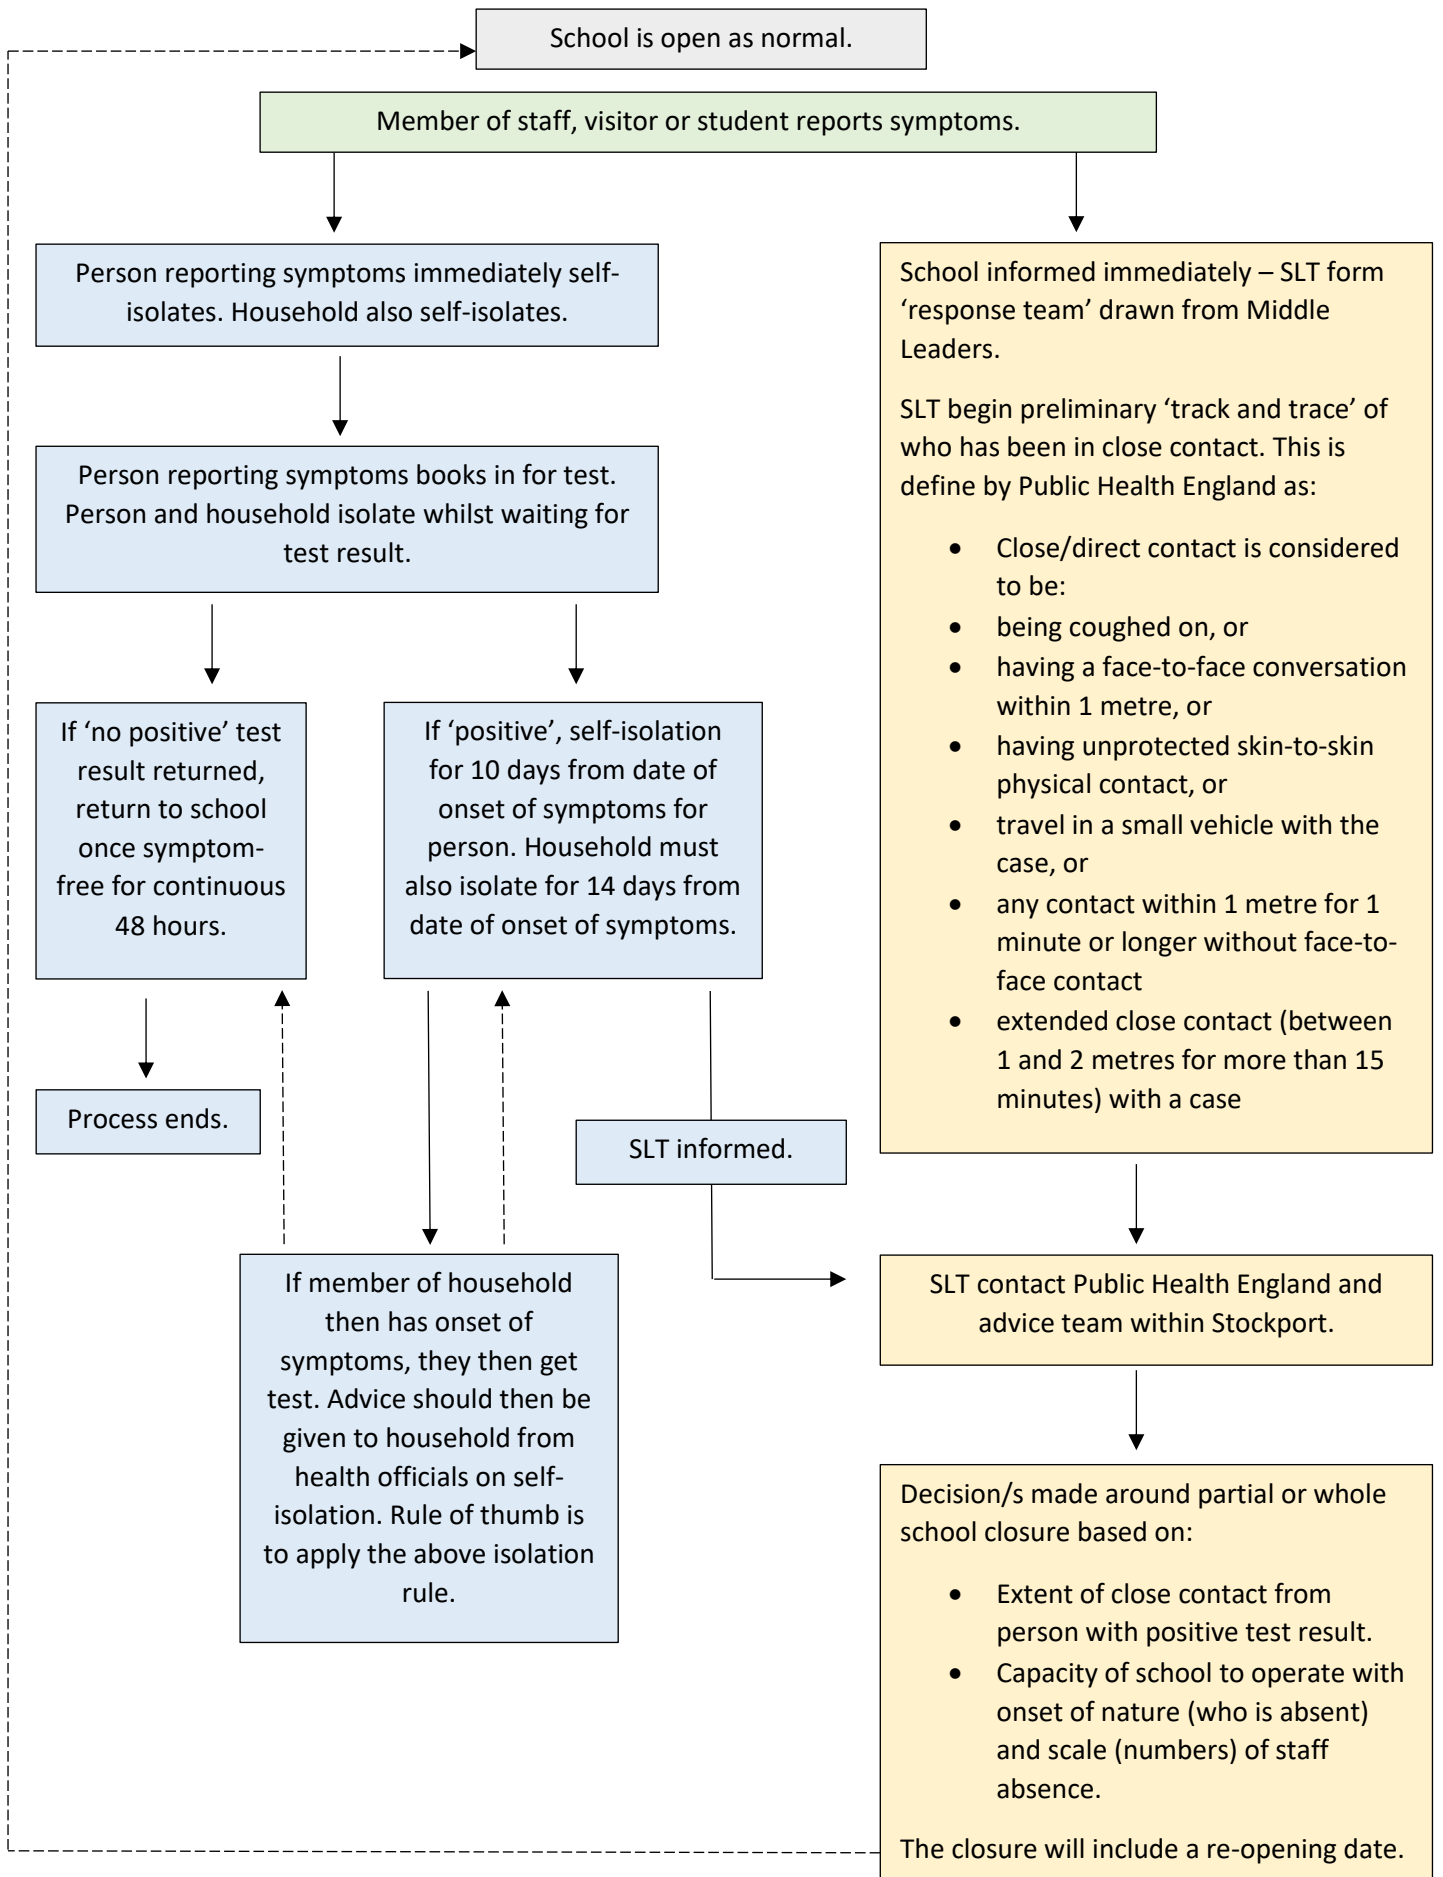 School is open as normal.
Member of staff, visitor or student reports symptoms.
Person reporting symptoms immediately self-
isolates. Household also self-isolates.
Person reporting symptoms books in for test.
Person and household isolate whilst waiting for
test result.
If ‘no positive’ test
result returned,
return to school
once symptom-
free for continuous
48 hours.
Process ends.
If ‘positive’, self-isolation
for 10 days from date of
onset of symptoms for
person. Household must
also isolate for 14 days from
date of onset of symptoms.
SLT informed.
If member of household
then has onset of
symptoms, they then get
test. Advice should then be
given to household from
health officials on self-
isolation. Rule of thumb is
to apply the above isolation
rule.
School informed immediately – SLT form
‘response team’ drawn from Middle
Leaders.
SLT begin preliminary ‘track and trace’ of
who has been in close contact. This is
define by Public Health England as:
• Close/direct contact is considered
to be:
• being coughed on, or
• having a face-to-face conversation
within 1 metre, or
• having unprotected skin-to-skin
physical contact, or
• travel in a small vehicle with the
case, or
• any contact within 1 metre for 1
minute or longer without face-to-
face contact
• extended close contact (between
1 and 2 metres for more than 15
minutes) with a case
SLT contact Public Health England and
advice team within Stockport.
Decision/s made around partial or whole
school closure based on:
• Extent of close contact from
person with positive test result.
• Capacity of school to operate with
onset of nature (who is absent)
and scale (numbers) of staff
absence.
The closure will include a re-opening date.